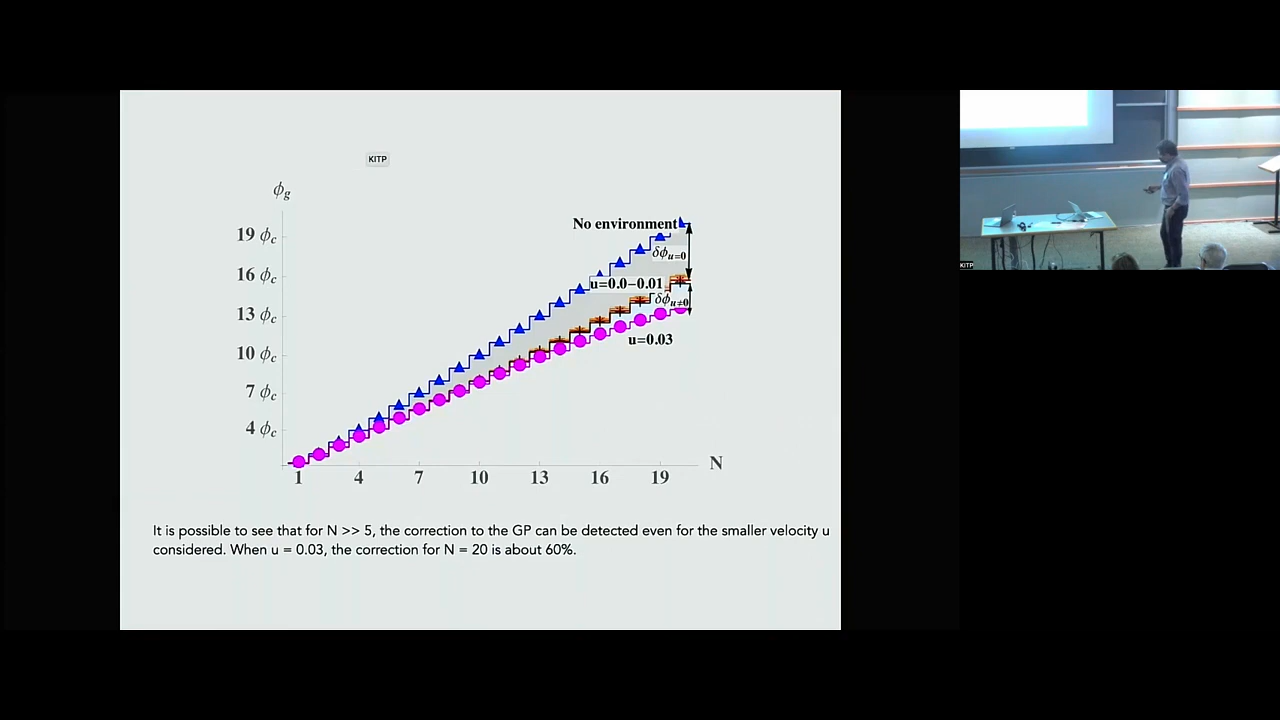 KITP
ϕg
No environment
19 ϕc
δϕu=0
16 ϕc
u=0.0−0.01
δϕu≠0
13 ϕc
u=0.03
10 ϕc
7 ϕc
4 ϕc
N
1 4 7 10 13 16 19
It is possible to see that for N >> 5, the correction to the GP can be detected even for the smaller velocity u
considered. When u = 0.03, the correction for N = 20 is about 60%.
KITP